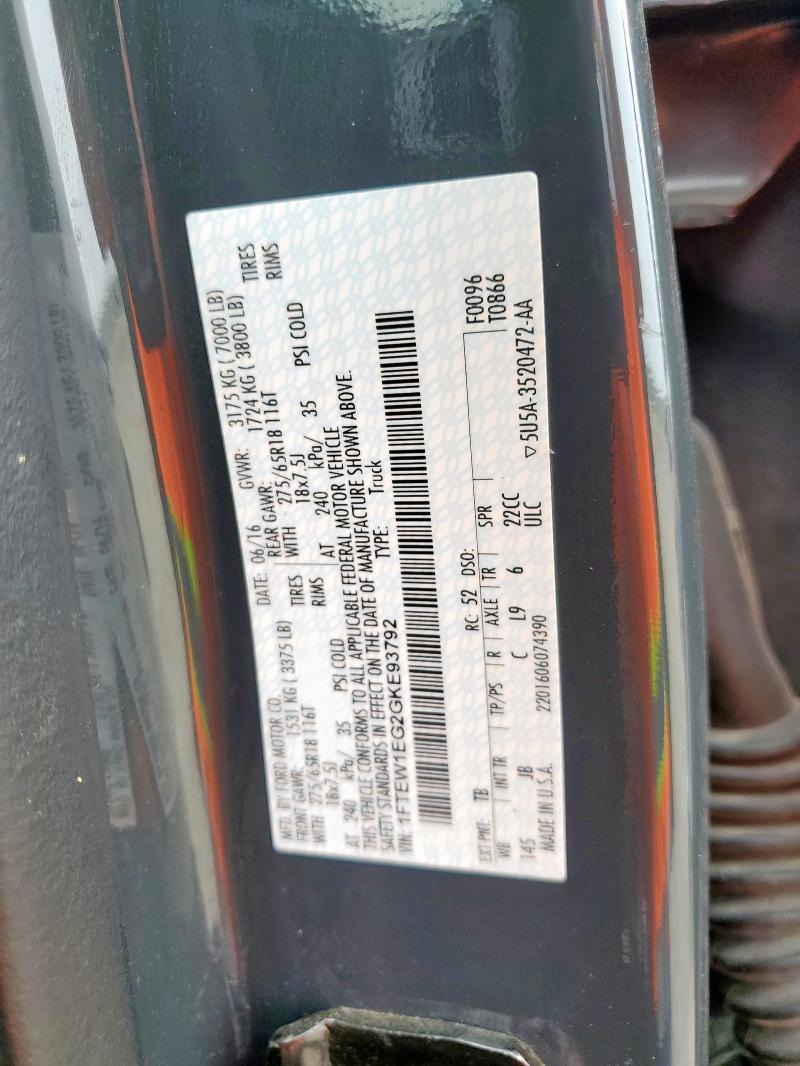 MFD. BY FORD MOTOR CO. DATE: 06/16 GVWR: 3175 KG ( 7000 LB)
FRONT GAWR: 1531 KG ( 3375 LB) REAR GAWR: 1724 KG ( 3800 LB)
WITH 275/65R18 116T TIRES WITH 275/65R18 116T TIRES
18x7.5J RIMS 18x7.5J RIMS
AT 240 kPa/ 35 PSI COLD AT 240 kPa/ 35 PSI COLD
THIS VEHICLE CONFORMS TO ALL APPLICABLE FEDERAL MOTOR VEHICLE
SAFETY STANDARDS IN EFFECT ON THE DATE OF MANUFACTURE SHOWN ABOVE.
VIN: 1FTEW1EG2GKE93792 TYPE: Truck
EXT PNT: TB RC: 52 DSO: F0096
WB INT TR TP/PS R AXLE TR SPR T0866
145 JB C L9 6 22CC
MADE IN U.S.A. 2201606074390 ULC ▽5U5A-3520472-AA